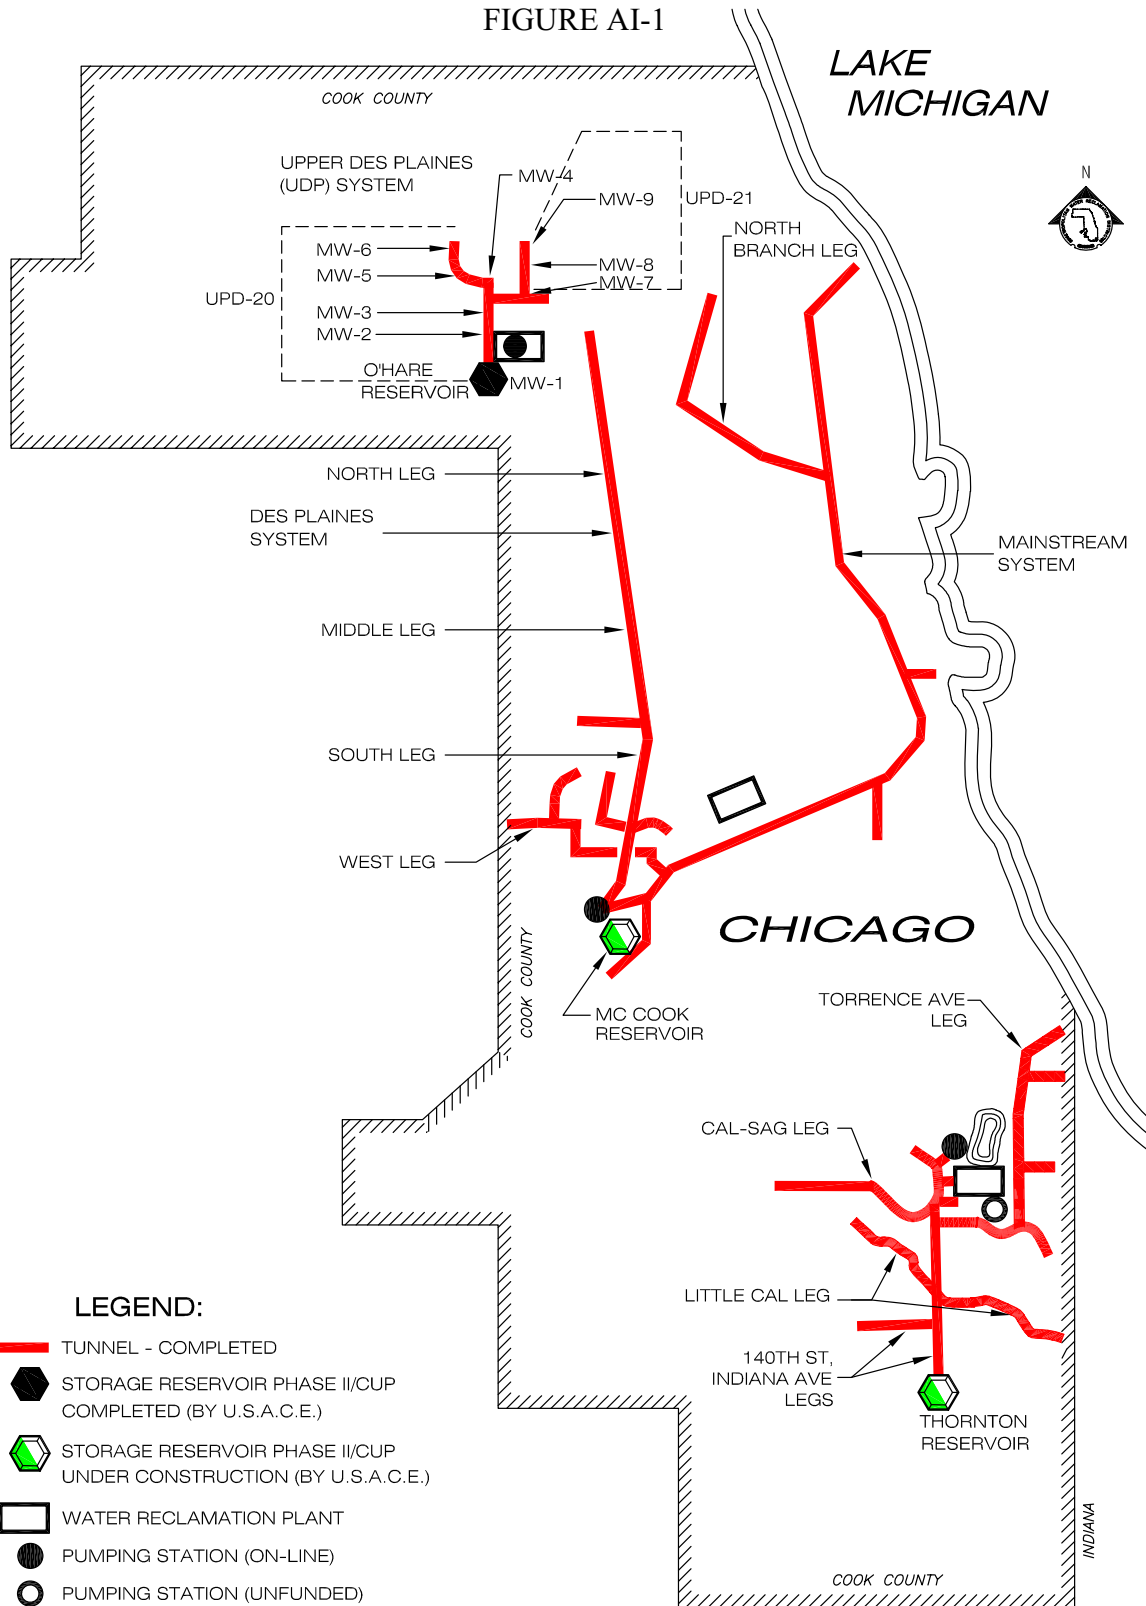 FIGURE AI-1
LAKE
MICHIGAN
COOK COUNTY
N
UPPER DES PLAINES
(UDP) SYSTEM
MW-4
MW-9
UPD-21
NORTH
BRANCH LEG
MW-6
MW-5
MW-8
MW-7
UPD-20
MW-3
MW-2
O'HARE
RESERVOIR
MW-1
NORTH LEG
DES PLAINES
SYSTEM
MAINSTREAM
SYSTEM
MIDDLE LEG
SOUTH LEG
WEST LEG
CHICAGO
COOK COUNTY
MC COOK
RESERVOIR
TORRENCE AVE
LEG
CAL-SAG LEG
LITTLE CAL LEG
140TH ST,
INDIANA AVE
LEGS
THORNTON
RESERVOIR
INDIANA
COOK COUNTY
LEGEND:
TUNNEL - COMPLETED
STORAGE RESERVOIR PHASE II/CUP
COMPLETED (BY U.S.A.C.E.)
STORAGE RESERVOIR PHASE II/CUP
UNDER CONSTRUCTION (BY U.S.A.C.E.)
WATER RECLAMATION PLANT
PUMPING STATION (ON-LINE)
PUMPING STATION (UNFUNDED)